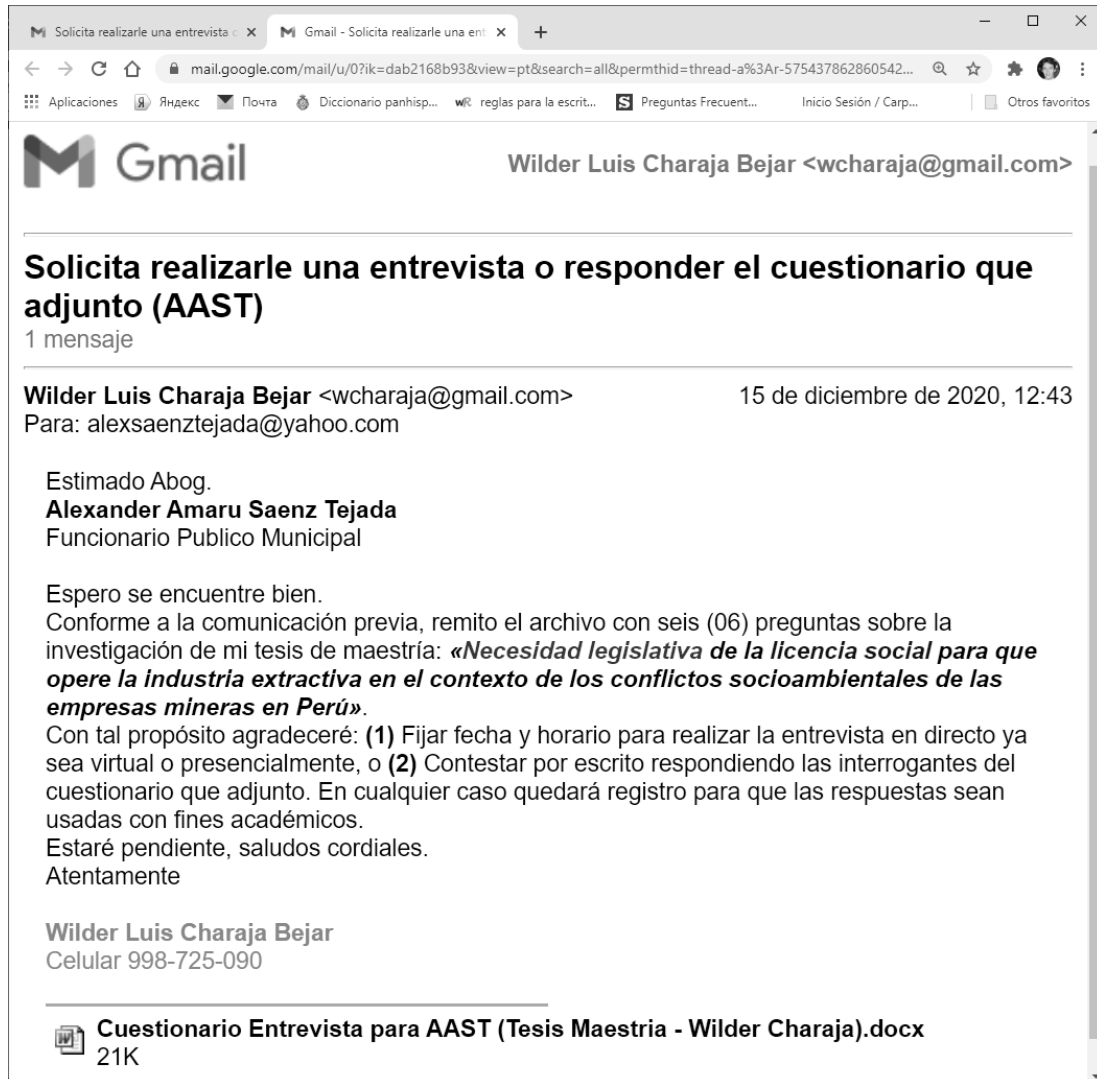 Solicita realizarle una entrevista c
Gmail - Solicita realizarle una ent
mail.google.com/mail/u/0?ik=dab2168b93&view=pt&search=all&permthid=thread-a%3Ar-575437862860542...
Aplicaciones Яндекс Почта Diccionario panhisp... WR reglas para la escrit... S Preguntas Frecuent... Inicio Sesión / Carp... Otros favoritos
Gmail
Wilder Luis Charaja Bejar <wcharaja@gmail.com>
Solicita realizarle una entrevista o responder el cuestionario que
adjunto (AAST)
1 mensaje
Wilder Luis Charaja Bejar <wcharaja@gmail.com> 15 de diciembre de 2020, 12:43
Para: alexsaenztejada@yahoo.com
Estimado Abog.
Alexander Amaru Saenz Tejada
Funcionario Publico Municipal
Espero se encuentre bien.
Conforme a la comunicación previa, remito el archivo con seis (06) preguntas sobre la
investigación de mi tesis de maestría: «Necesidad legislativa de la licencia social para que
opere la industria extractiva en el contexto de los conflictos socioambientales de las
empresas mineras en Perú».
Con tal propósito agradeceré: (1) Fijar fecha y horario para realizar la entrevista en directo ya
sea virtual o presencialmente, o (2) Contestar por escrito respondiendo las interrogantes del
cuestionario que adjunto. En cualquier caso quedará registro para que las respuestas sean
usadas con fines académicos.
Estaré pendiente, saludos cordiales.
Atentamente
Wilder Luis Charaja Bejar
Celular 998-725-090
Cuestionario Entrevista para AAST (Tesis Maestria - Wilder Charaja).docx
21K